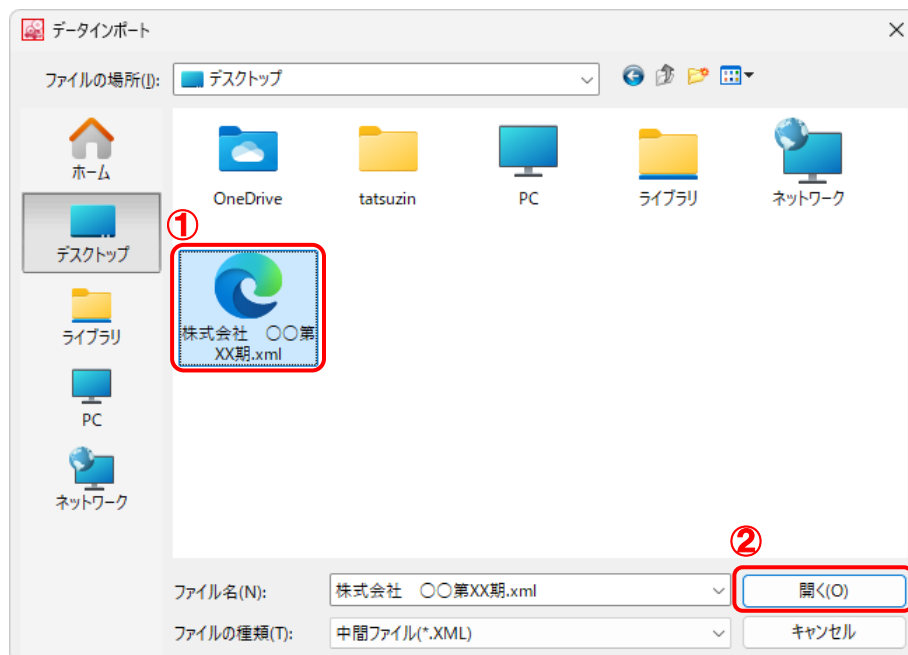 データインポート
ファイルの場所(I):
デスクトップ
ホーム
デスクトップ
ライブラリ
PC
ネットワーク
OneDrive
tatsuzin
PC
ライブラリ
ネットワーク
①
株式会社　〇〇第
XX期.xml
②
ファイル名(N):
株式会社　〇〇第XX期.xml
開く(O)
ファイルの種類(T):
中間ファイル(*.XML)
キャンセル